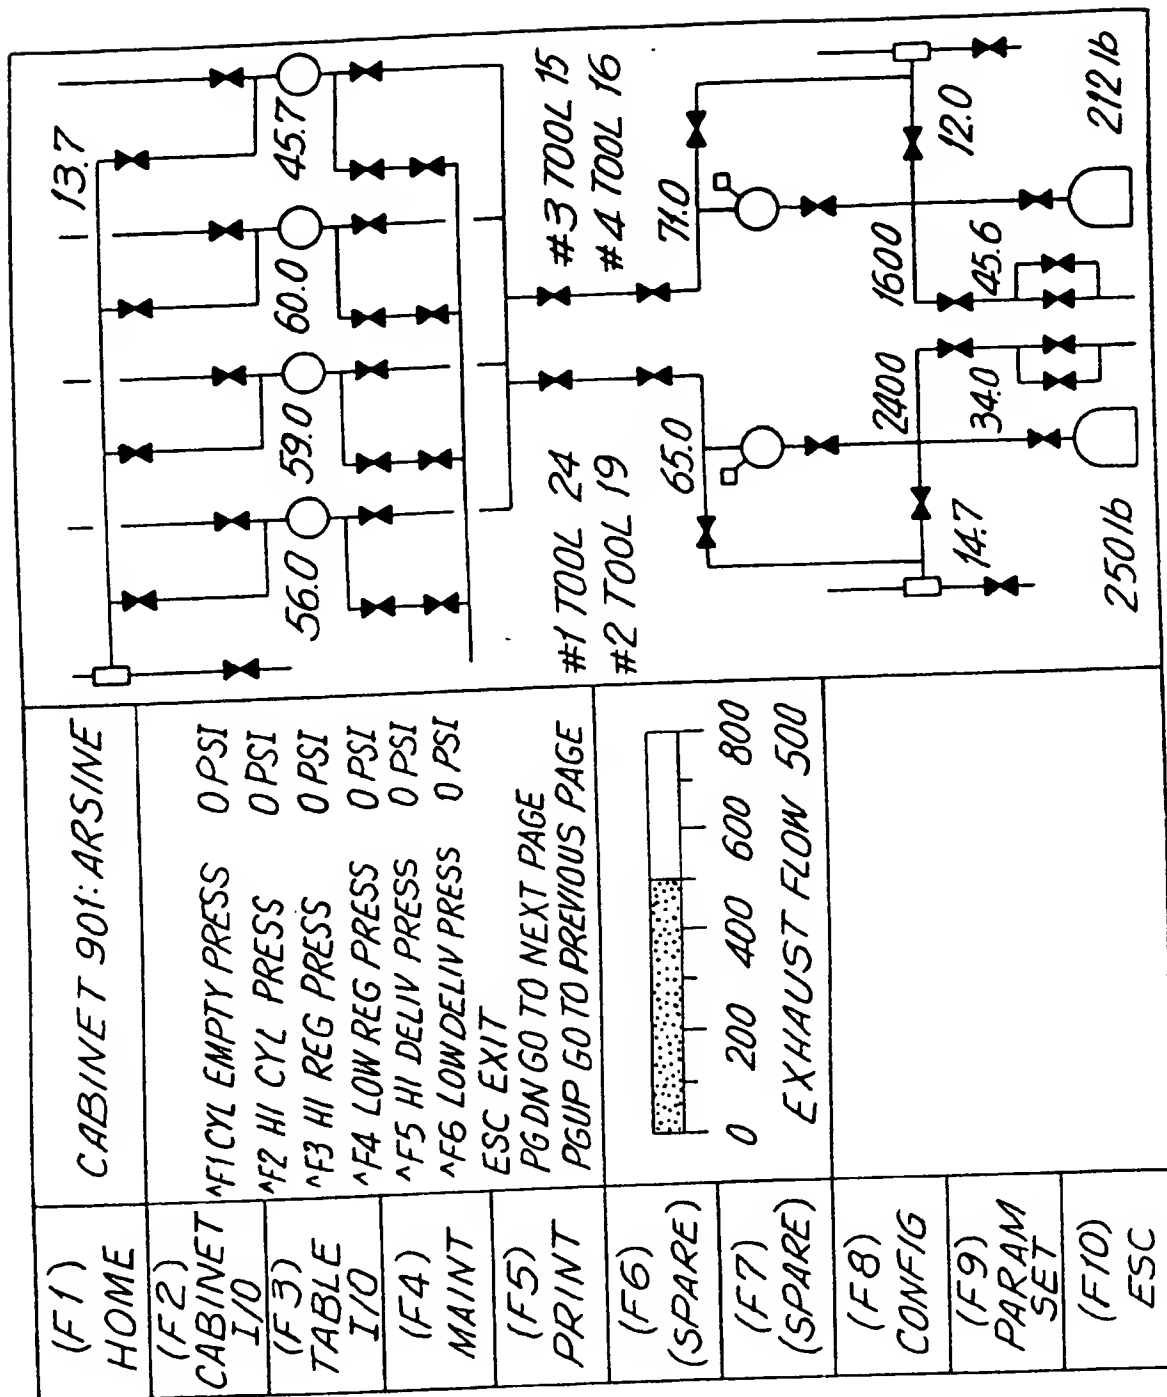 (F1)
HOME
(F2)
CABINET
I/O
(F3)
TABLE
I/O
(F4)
MAINT
(F5)
PRINT
(F6)
(SPARE)
(F7)
(SPARE)
(F8)
CONFIG
(F9)
PARAM
SET
(F10)
ESC
CABINET 901: ARSINE
^F1 CYL EMPTY PRESS 0 PSI
^F2 HI CYL PRESS 0 PSI
^F3 HI REG PRESS 0 PSI
^F4 LOW REG PRESS 0 PSI
^F5 HI DELIV PRESS 0 PSI
^F6 LOW DELIV PRESS 0 PSI
ESC EXIT
PG DN GO TO NEXT PAGE
PGUP GO TO PREVIOUS PAGE
0 200 400 600 800
EXHAUST FLOW 500
13.7
56.0 59.0 60.0 45.7
#1 TOOL 24 #3 TOOL 15
#2 TOOL 19 #4 TOOL 16
65.0 71.0
2400 1600
14.7 34.0 45.6 12.0
250 lb 212 lb